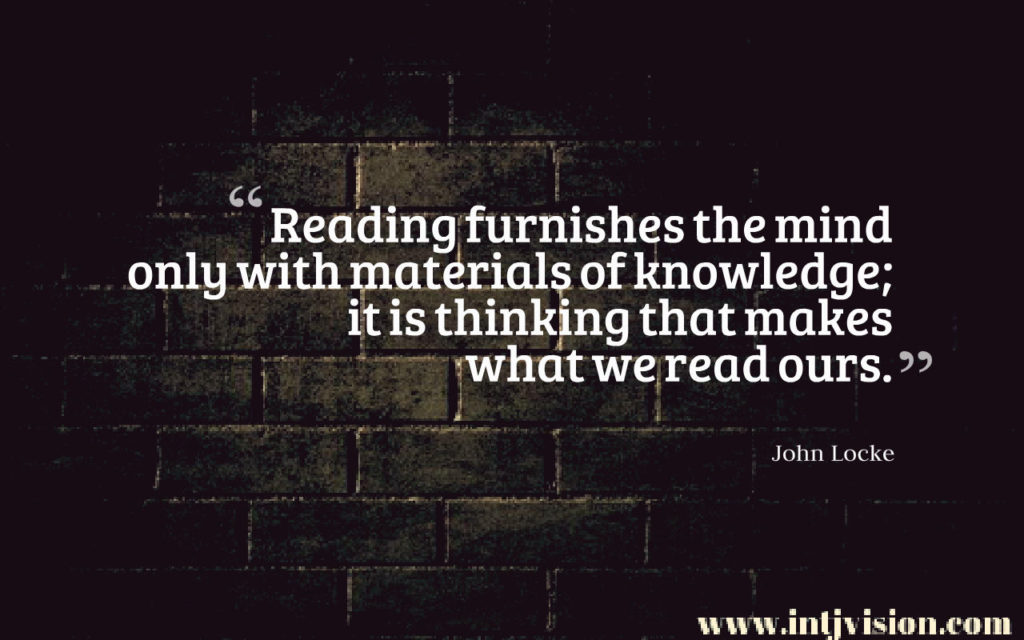 “Reading furnishes the mind
only with materials of knowledge;
it is thinking that makes
what we read ours.”
John Locke
www.intjvision.com